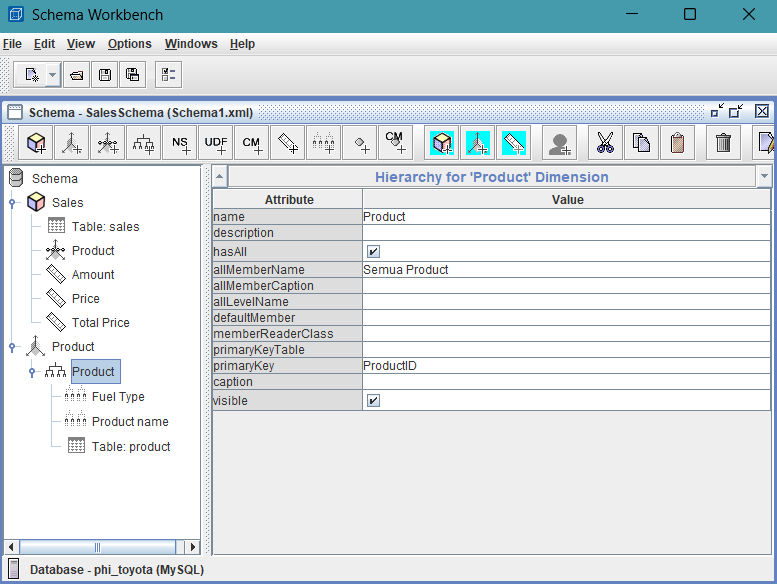 Schema Workbench
File Edit View Options Windows Help
Schema - SalesSchema (Schema1.xml)
NS UDF CM CM
Schema
Sales
Table: sales
Product
Amount
Price
Total Price
Product
Product
Fuel Type
Product name
Table: product
Hierarchy for 'Product' Dimension
Attribute Value
name Product
description
hasAll
allMemberName Semua Product
allMemberCaption
allLevelName
defaultMember
memberReaderClass
primaryKeyTable
primaryKey ProductID
caption
visible
Database - phi_toyota (MySQL)